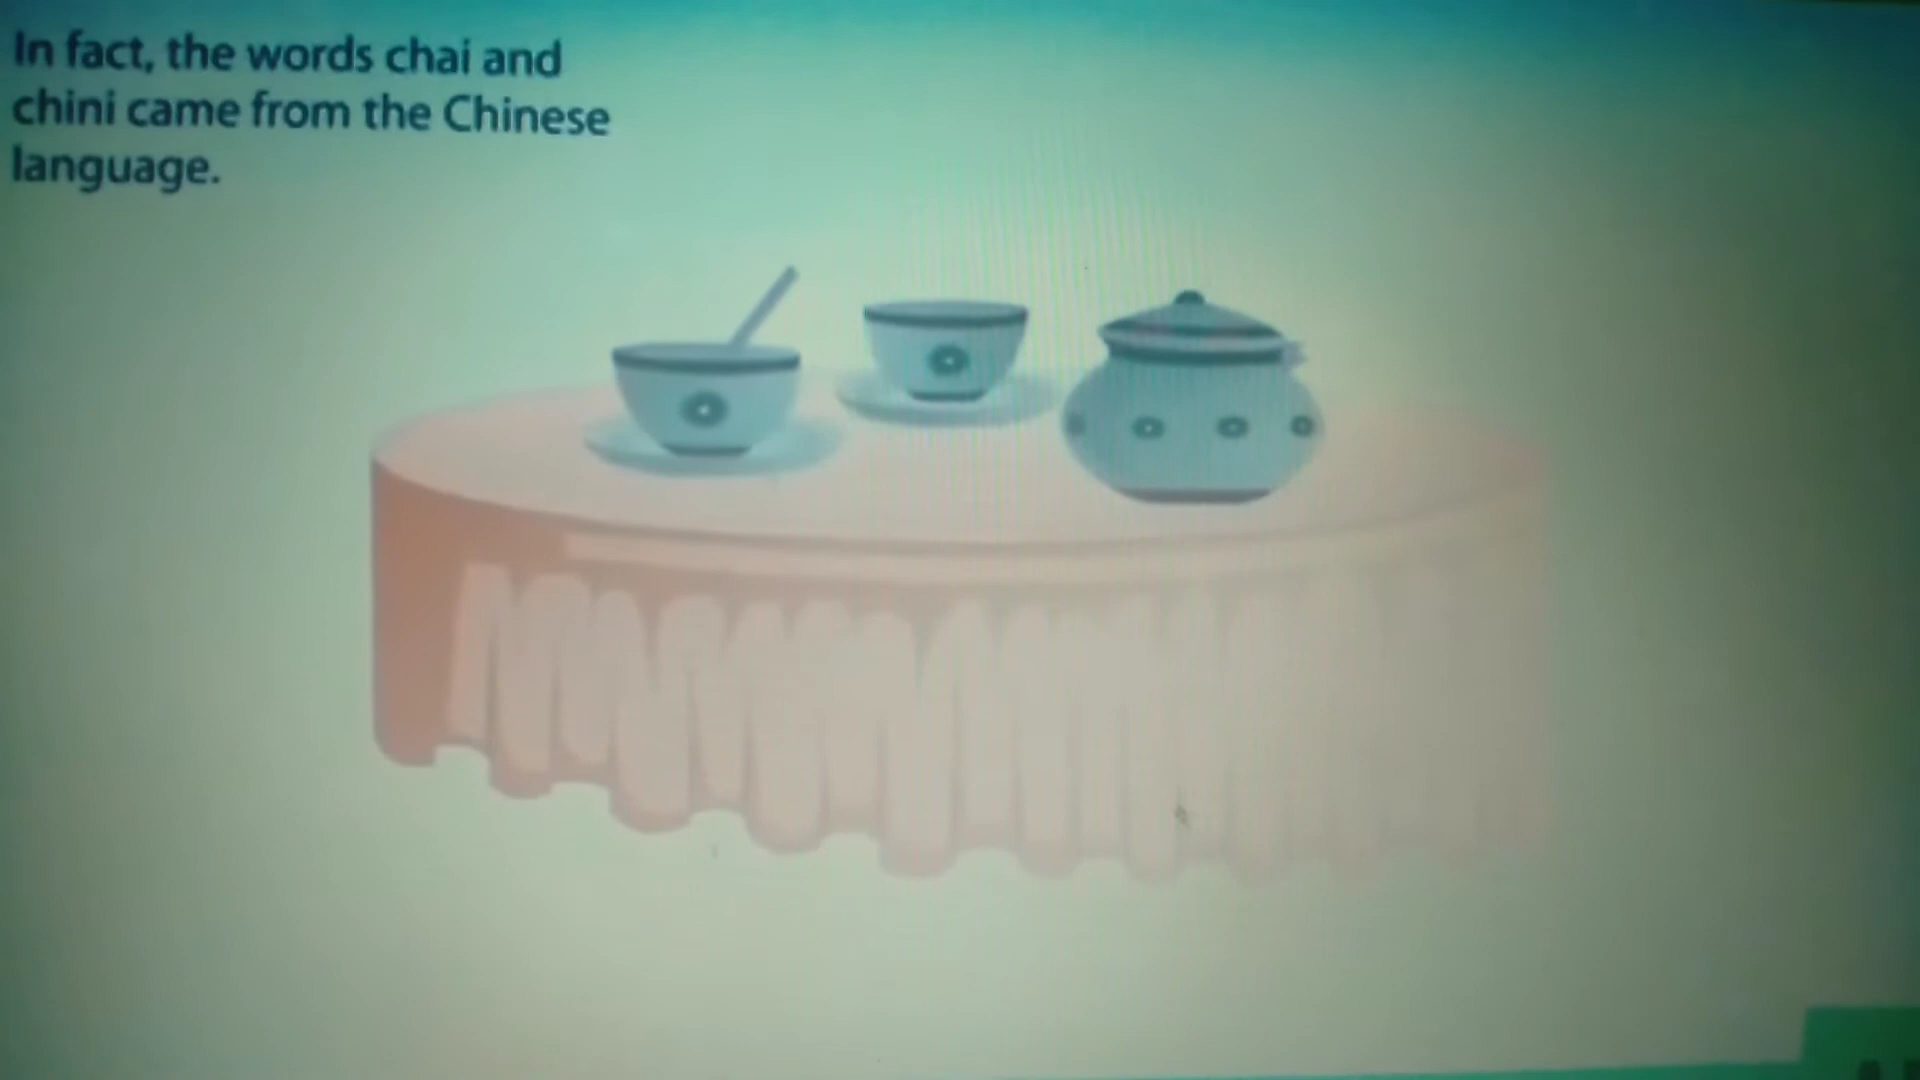 In fact, the words chai and
chini came from the Chinese
language.